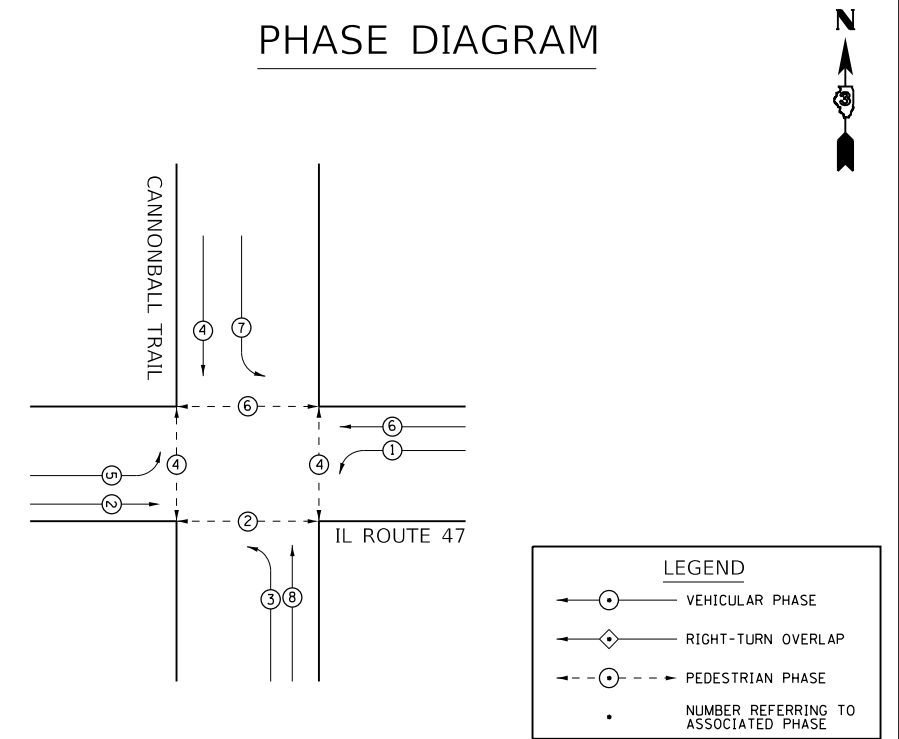 PHASE DIAGRAM
N
3
CANNONBALL TRAIL
4
7
6
6
1
4
4
5
2
2
IL ROUTE 47
3
8
LEGEND
VEHICULAR PHASE
RIGHT-TURN OVERLAP
PEDESTRIAN PHASE
NUMBER REFERRING TO
ASSOCIATED PHASE